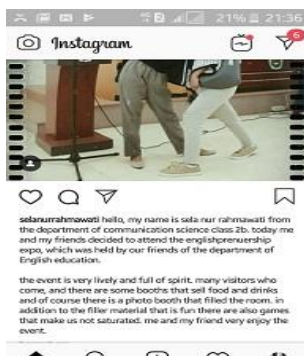 21% 21:36
Instagram
6
selanurrahmawati hello, my name is sela nur rahmawati from
the department of communication science class 2b. today me
and my friends decided to attend the englishprenuership
expo, which was held by our friends of the department of
English education.
the event is very lively and full of spirit. many visitors who
come, and there are some booths that sell food and drinks
and of course there is a photo booth that filled the room. in
addition to the filler material that is fun there are also games
that make us not saturated. me and my friend very enjoy the
event.